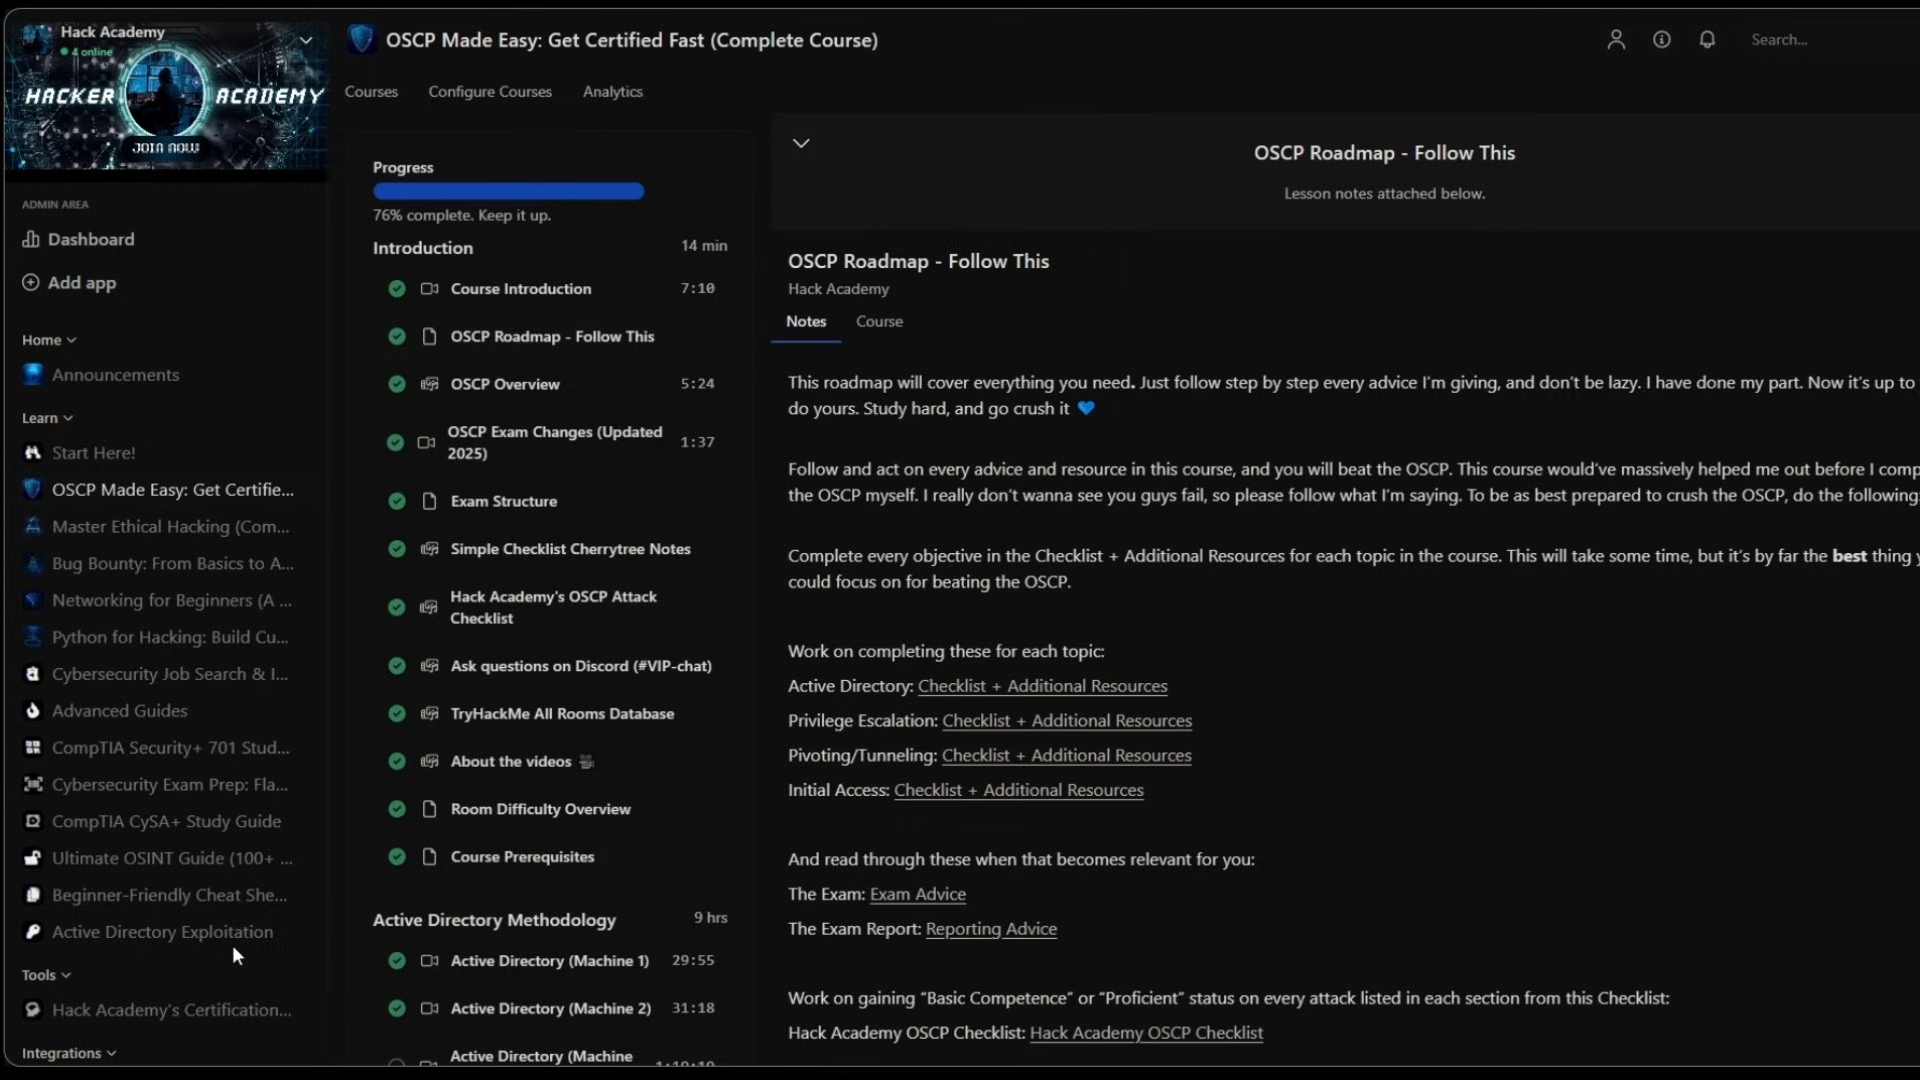 Hack Academy
4 online
HACKER ACADEMY
JOIN NOW
ADMIN AREA
Dashboard
Add app
Home
Announcements
Learn
Start Here!
OSCP Made Easy: Get Certifie...
Master Ethical Hacking (Com...
Bug Bounty: From Basics to A...
Networking for Beginners (A ...
Python for Hacking: Build Cu...
Cybersecurity Job Search & I...
Advanced Guides
CompTIA Security+ 701 Stud...
Cybersecurity Exam Prep: Fla...
CompTIA CySA+ Study Guide
Ultimate OSINT Guide (100+ ...
Beginner-Friendly Cheat She...
Active Directory Exploitation
Tools
Hack Academy's Certification...
Integrations
OSCP Made Easy: Get Certified Fast (Complete Course)
Search...
Courses Configure Courses Analytics
Progress
76% complete. Keep it up.
Introduction 14 min
Course Introduction 7:10
OSCP Roadmap - Follow This
OSCP Overview 5:24
OSCP Exam Changes (Updated
2025) 1:37
Exam Structure
Simple Checklist Cherrytree Notes
Hack Academy's OSCP Attack
Checklist
Ask questions on Discord (#VIP-chat)
TryHackMe All Rooms Database
About the videos
Room Difficulty Overview
Course Prerequisites
Active Directory Methodology 9 hrs
Active Directory (Machine 1) 29:55
Active Directory (Machine 2) 31:18
Active Directory (Machine
OSCP Roadmap - Follow This
Lesson notes attached below.
OSCP Roadmap - Follow This
Hack Academy
Notes Course
This roadmap will cover everything you need. Just follow step by step every advice I'm giving, and don't be lazy. I have done my part. Now it's up to
do yours. Study hard, and go crush it 💙
Follow and act on every advice and resource in this course, and you will beat the OSCP. This course would've massively helped me out before I comp
the OSCP myself. I really don't wanna see you guys fail, so please follow what I'm saying. To be as best prepared to crush the OSCP, do the following
Complete every objective in the Checklist + Additional Resources for each topic in the course. This will take some time, but it's by far the best thing y
could focus on for beating the OSCP.
Work on completing these for each topic:
Active Directory: Checklist + Additional Resources
Privilege Escalation: Checklist + Additional Resources
Pivoting/Tunneling: Checklist + Additional Resources
Initial Access: Checklist + Additional Resources
And read through these when that becomes relevant for you:
The Exam: Exam Advice
The Exam Report: Reporting Advice
Work on gaining “Basic Competence” or “Proficient” status on every attack listed in each section from this Checklist:
Hack Academy OSCP Checklist: Hack Academy OSCP Checklist